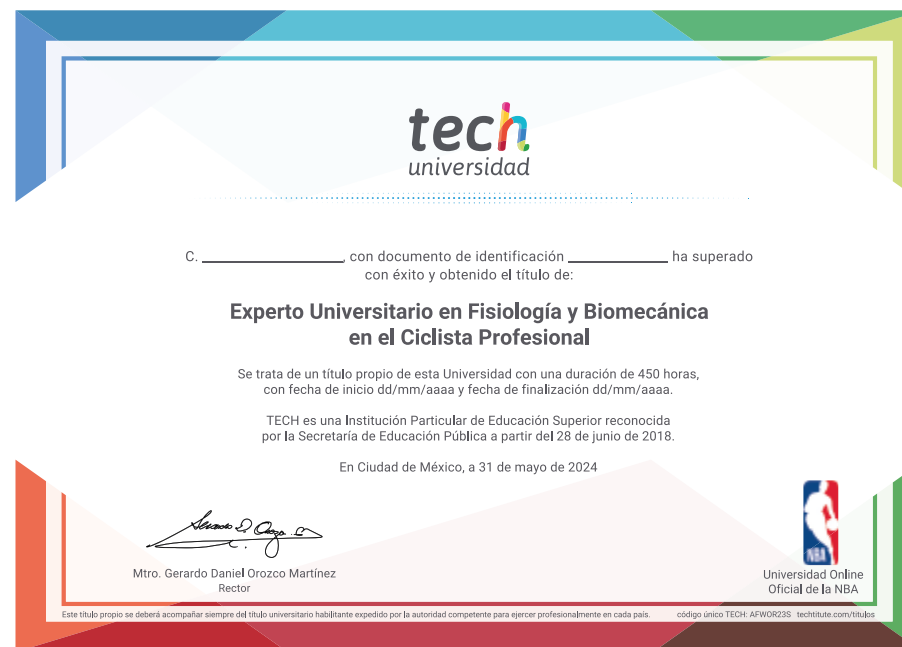 tech
universidad
C. ____________, con documento de identificación ____________ ha superado
con éxito y obtenido el título de:
Experto Universitario en Fisiología y Biomecánica
en el Ciclista Profesional
Se trata de un título propio de esta Universidad con una duración de 450 horas,
con fecha de inicio dd/mm/aaaa y fecha de finalización dd/mm/aaaa.
TECH es una Institución Particular de Educación Superior reconocida
por la Secretaría de Educación Pública a partir del 28 de junio de 2018.
En Ciudad de México, a 31 de mayo de 2024
Mtro. Gerardo Daniel Orozco Martínez
Rector
NBA
Universidad Online
Oficial de la NBA
Este título propio se deberá acompañar siempre del título universitario habilitante expedido por la autoridad competente para ejercer profesionalmente en cada país. código único TECH: AFWOR23S techtitute.com/titulos